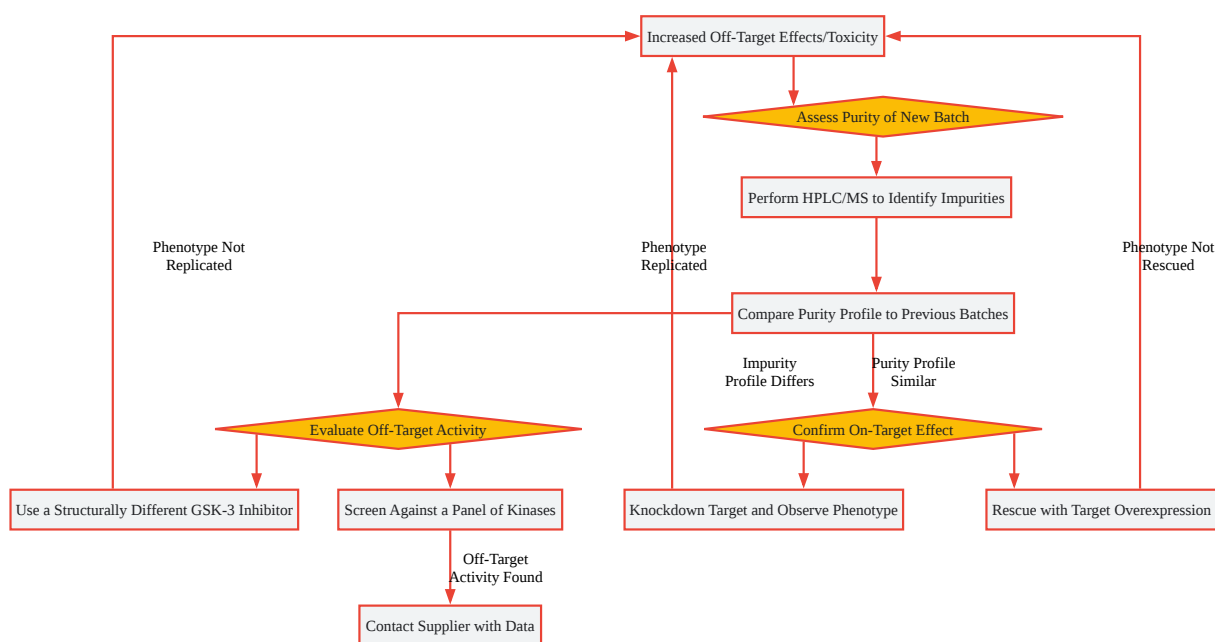 Increased Off-Target Effects/Toxicity
Assess Purity of New Batch
Perform HPLC/MS to Identify Impurities
Phenotype Not
Replicated
Phenotype
Replicated
Phenotype Not
Rescued
Compare Purity Profile to Previous Batches
Impurity
Profile Differs
Purity Profile
Similar
Evaluate Off-Target Activity
Confirm On-Target Effect
Use a Structurally Different GSK-3 Inhibitor
Screen Against a Panel of Kinases
Knockdown Target and Observe Phenotype
Rescue with Target Overexpression
Off-Target
Activity Found
Contact Supplier with Data